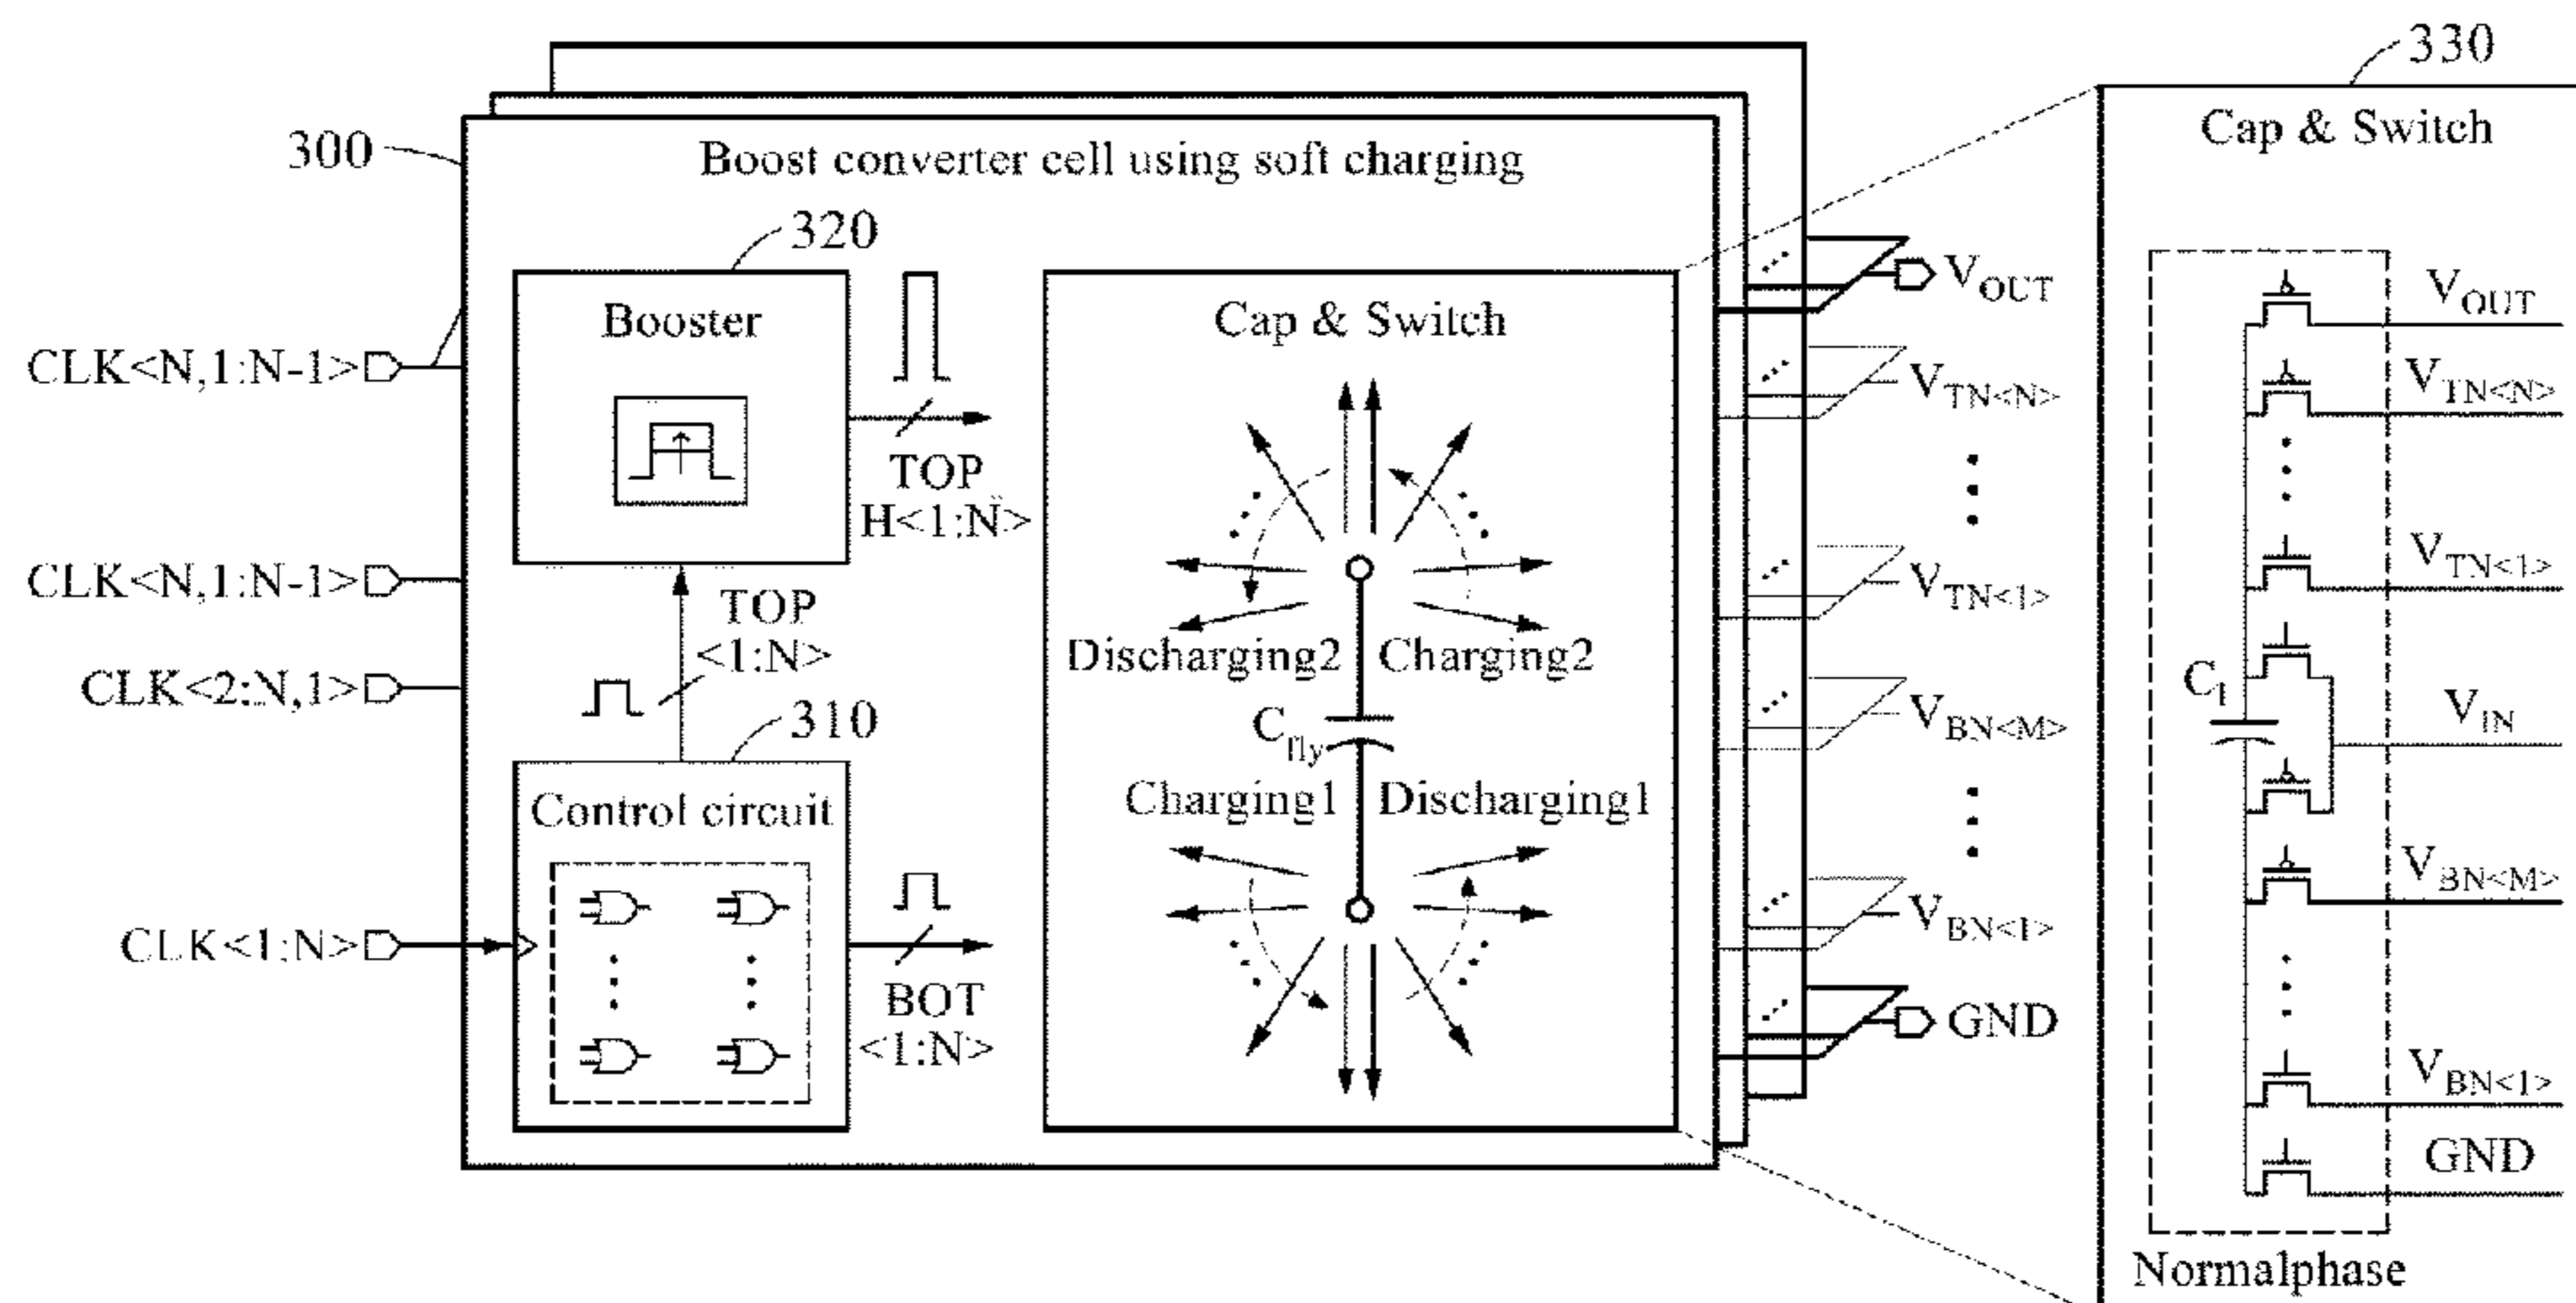 330
Cap & Switch
300
Boost converter cell using soft charging
320
Booster
Cap & Switch
V_OUT
V_OUT
CLK<N,1:N-1>
V_TN<N>
V_TN<N>
TOP
H<1:N>
CLK<N,1:N-1>
TOP
<1:N>
V_TN<1>
V_TN<1>
Discharging2
Charging2
CLK<2:N,1>
310
C_fly
V_BN<M>
C_1
V_IN
Control circuit
Charging1
Discharging1
V_BN<M>
CLK<1:N>
BOT
<1:N>
V_BN<1>
GND
V_BN<1>
GND
Normalphase